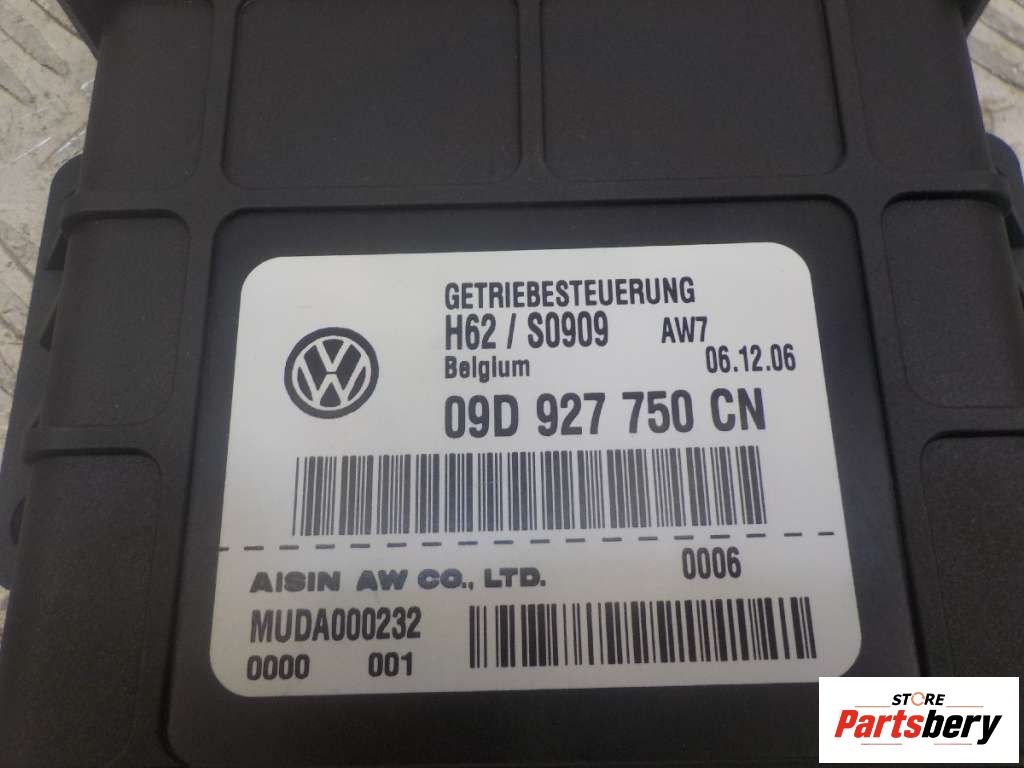 GETRIEBESTEUERUNG
H62 / S0909 AW7
Belgium 06.12.06
09D 927 750 CN
AISIN AW CO., LTD. 0006
MUDA000232
0000 001
STORE
Partsbery